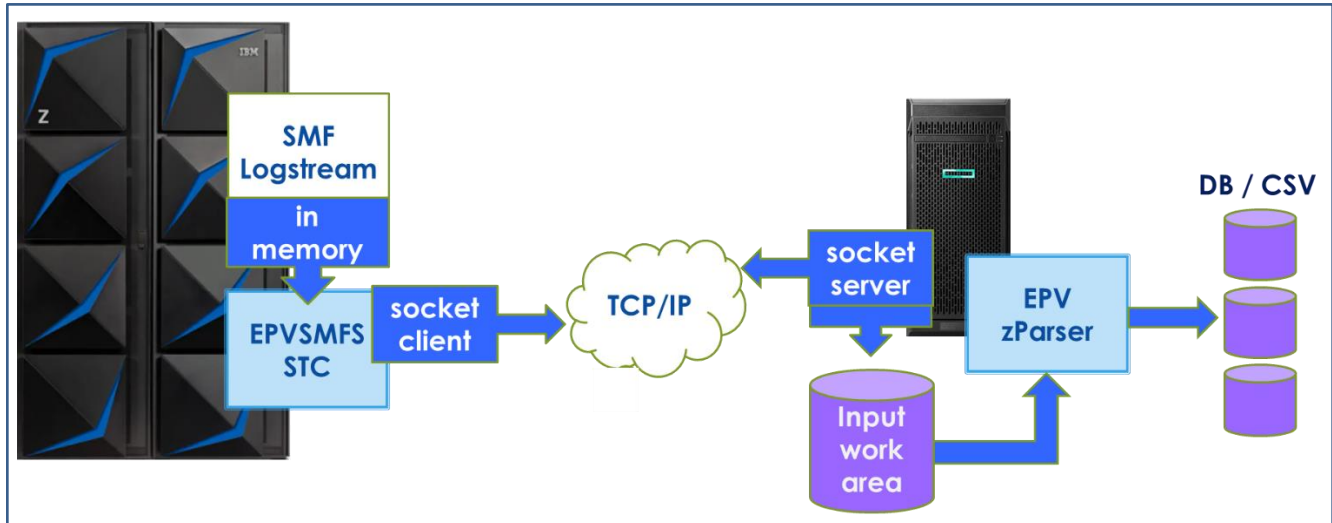 IBM
Z
SMF
Logstream
in
memory
EPVSMFS
STC
socket
client
TCP/IP
socket
server
Input
work
area
EPV
zParser
DB / CSV